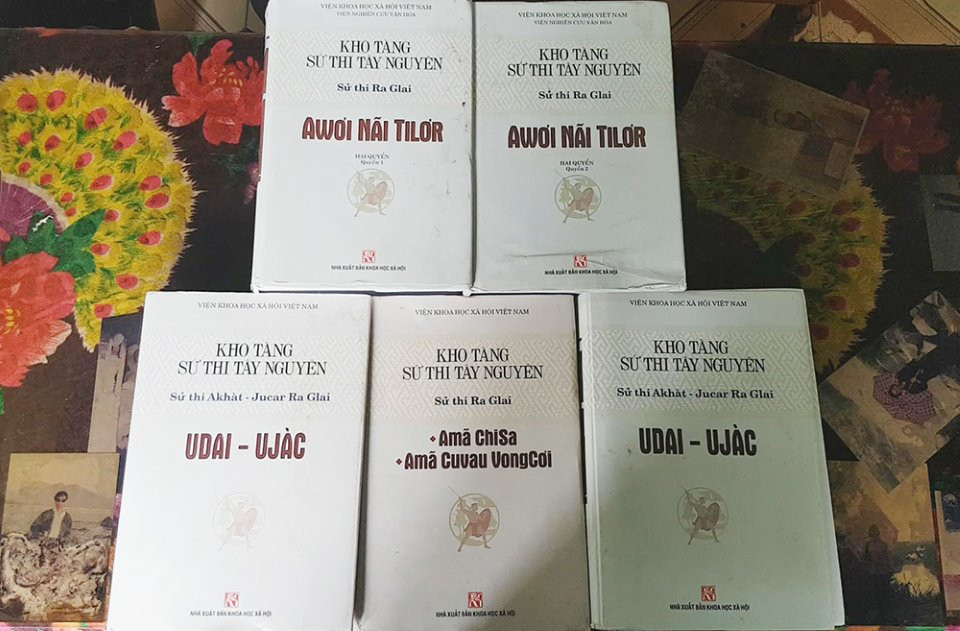 VIỆN KHOA HỌC XÃ HỘI VIỆT NAM
VIỆN NGHIÊN CỨU VĂN HÓA
KHO TÀNG
SỬ THI TÂY NGUYÊN
Sử thi Ra Glai
AWƠI NÃI TILƠR
HAI QUYỂN
Quyển 1
NHÀ XUẤT BẢN KHOA HỌC XÃ HỘI
VIỆN KHOA HỌC XÃ HỘI VIỆT NAM
VIỆN NGHIÊN CỨU VĂN HÓA
KHO TÀNG
SỬ THI TÂY NGUYÊN
Sử thi Ra Glai
AWƠI NÃI TILƠR
HAI QUYỂN
Quyển 2
NHÀ XUẤT BẢN KHOA HỌC XÃ HỘI
VIỆN KHOA HỌC XÃ HỘI VIỆT NAM
KHO TÀNG
SỬ THI TÂY NGUYÊN
Sử thi Akhàt - Jucar Ra Glai
UDAI - UJÀC
NHÀ XUẤT BẢN KHOA HỌC XÃ HỘI
VIỆN KHOA HỌC XÃ HỘI VIỆT NAM
KHO TÀNG
SỬ THI TÂY NGUYÊN
Sử thi Ra Glai
Amã ChiSa
Amã Cuvau VongCơi
NHÀ XUẤT BẢN KHOA HỌC XÃ HỘI
VIỆN KHOA HỌC XÃ HỘI VIỆT NAM
KHO TÀNG
SỬ THI TÂY NGUYÊN
Sử thi Akhàt - Jucar Ra Glai
UDAI - UJÀC
NHÀ XUẤT BẢN KHOA HỌC XÃ HỘI